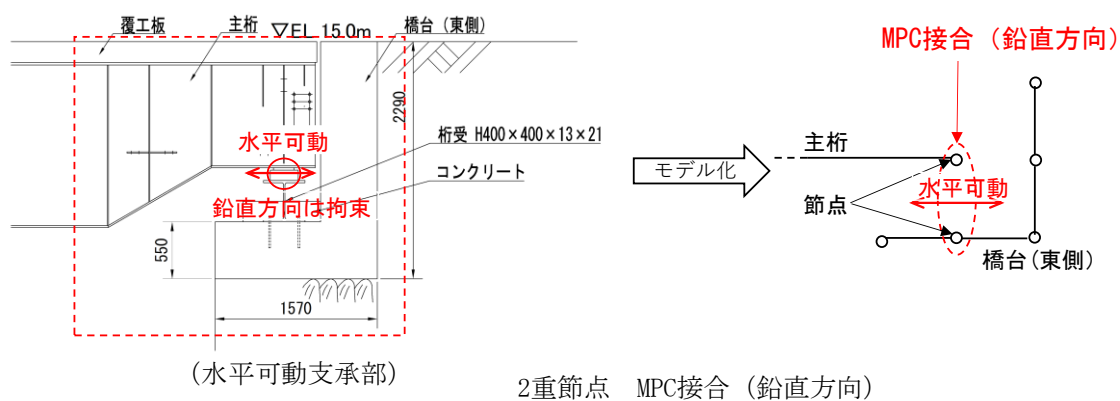 覆工板
主桁
▽EL 15.0m
橋台(東側)
2290
水平可動
桁受 H400×400×13×21
コンクリート
鉛直方向は拘束
550
1570
(水平可動支承部)
モデル化
MPC接合 (鉛直方向)
主桁
水平可動
節点
橋台(東側)
2重節点 MPC接合 (鉛直方向)